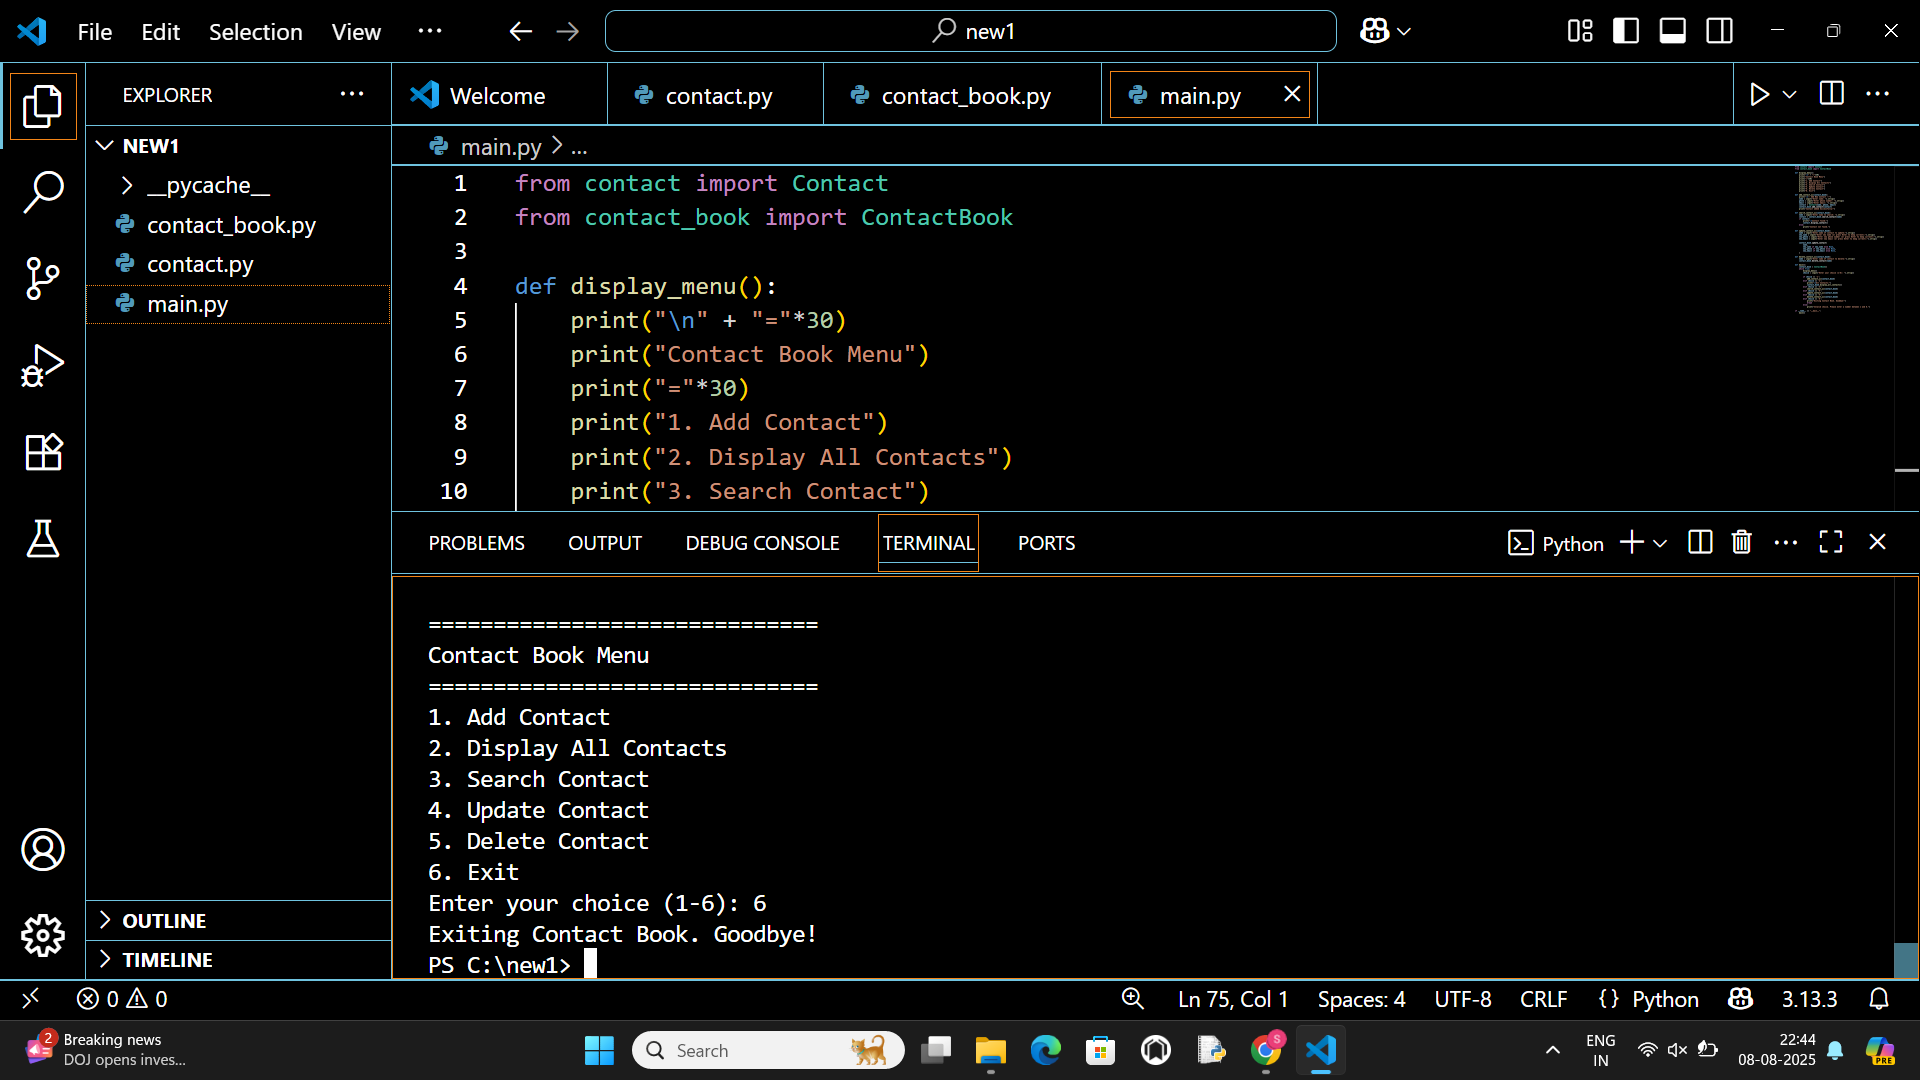 File Edit Selection View ··· new1
EXPLORER ···
Welcome contact.py contact_book.py main.py
NEW1
__pycache__
contact_book.py
contact.py
main.py
OUTLINE
TIMELINE
main.py > ...
1 from contact import Contact
2 from contact_book import ContactBook
3
4 def display_menu():
5 print("\n" + "="*30)
6 print("Contact Book Menu")
7 print("="*30)
8 print("1. Add Contact")
9 print("2. Display All Contacts")
10 print("3. Search Contact")
PROBLEMS OUTPUT DEBUG CONSOLE TERMINAL PORTS Python
==============================
Contact Book Menu
==============================
1. Add Contact
2. Display All Contacts
3. Search Contact
4. Update Contact
5. Delete Contact
6. Exit
Enter your choice (1-6): 6
Exiting Contact Book. Goodbye!
PS C:\new1>
0 0 Ln 75, Col 1 Spaces: 4 UTF-8 CRLF {} Python 3.13.3
2 Breaking news
DOJ opens inves...
Search
S
ENG
IN
22:44
08-08-2025
PRE